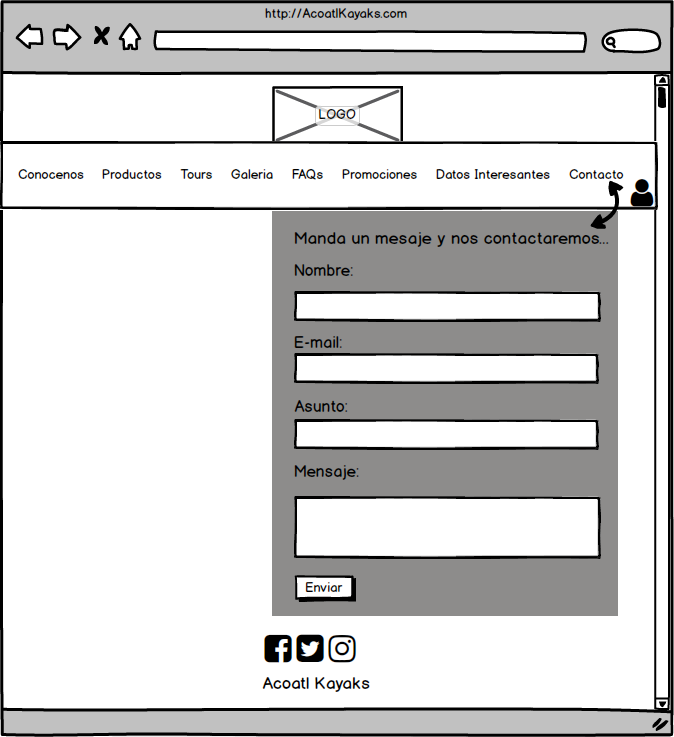 http://AcoatlKayaks.com
LOGO
Conocenos Productos Tours Galeria FAQs Promociones Datos Interesantes Contacto
Manda un mesaje y nos contactaremos...
Nombre:
E-mail:
Asunto:
Mensaje:
Enviar
Acoatl Kayaks